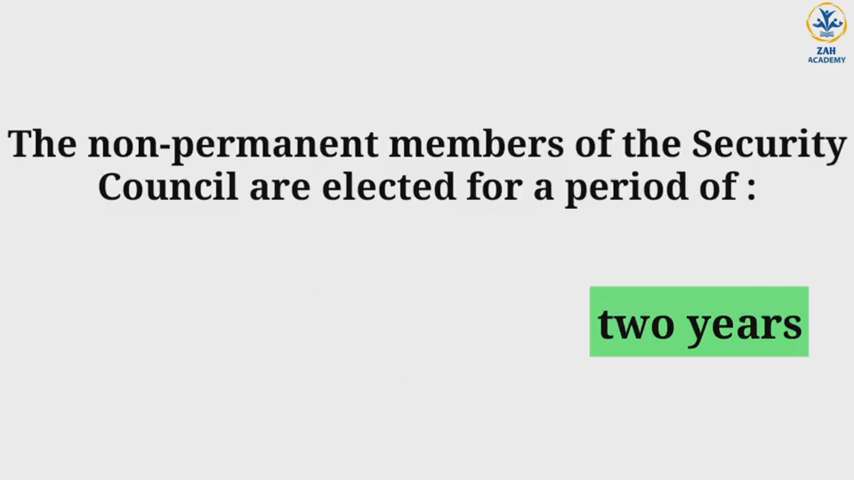 ZAH
ACADEMY
The non-permanent members of the Security
Council are elected for a period of :
two years